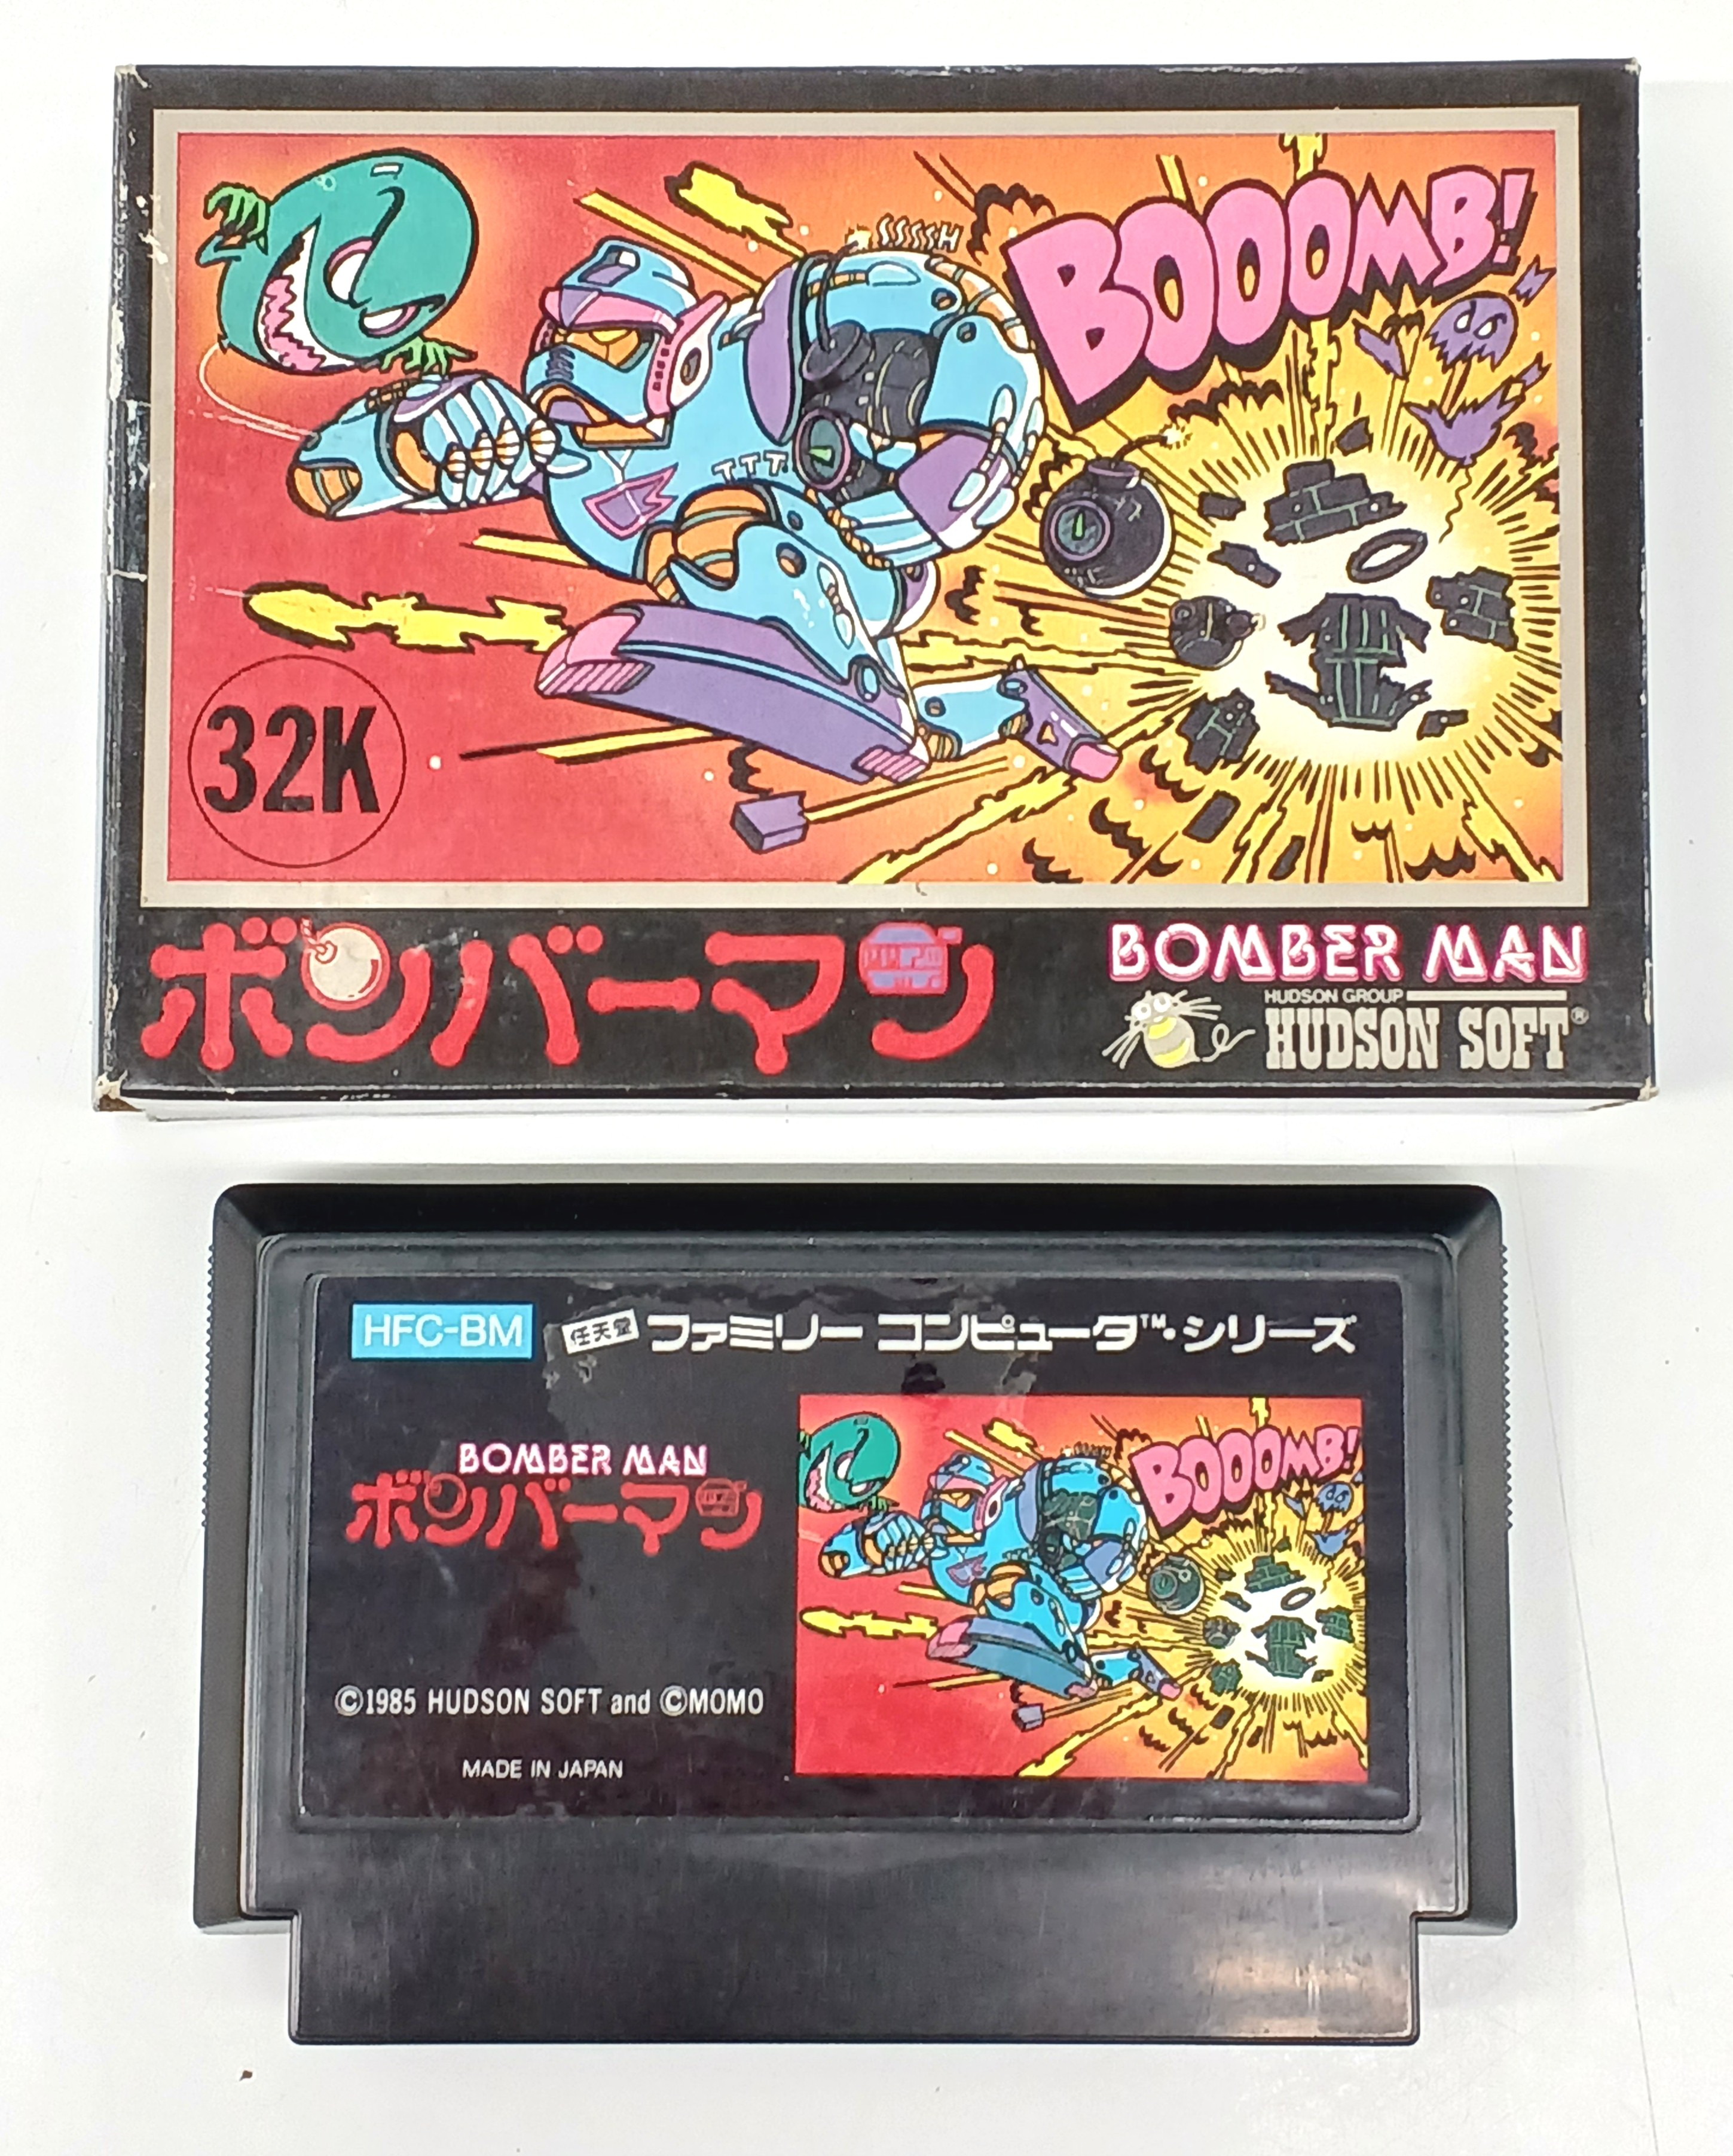 SSSSH
BOOOMB!
TTT
32K
ボンバーマン
BOMBER MAN
HUDSON GROUP
HUDSON SOFT®
HFC-BM
任天堂 ファミリー コンピュータ™・シリーズ
BOOOMB!
BOMBER MAN
ボンバーマン
©1985 HUDSON SOFT and ©MOMO
MADE IN JAPAN